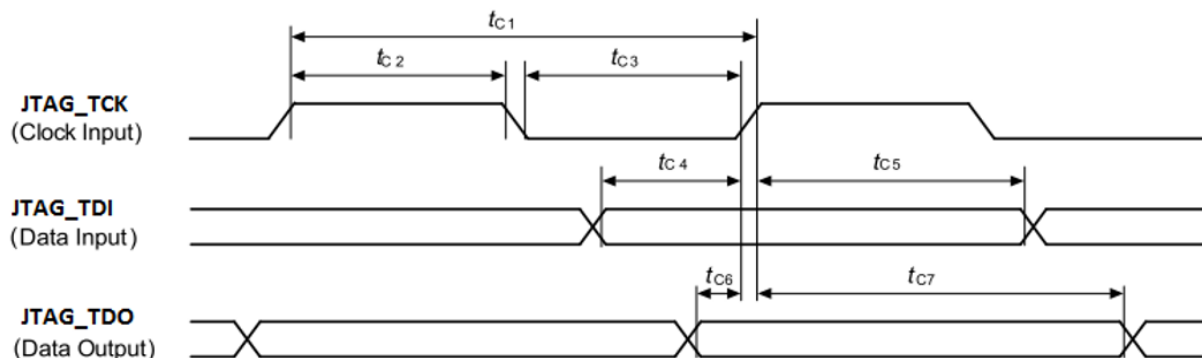 tC1
tC2
tC3
JTAG_TCK
(Clock Input)
tC4
tC5
JTAG_TDI
(Data Input)
tC6
tC7
JTAG_TDO
(Data Output)